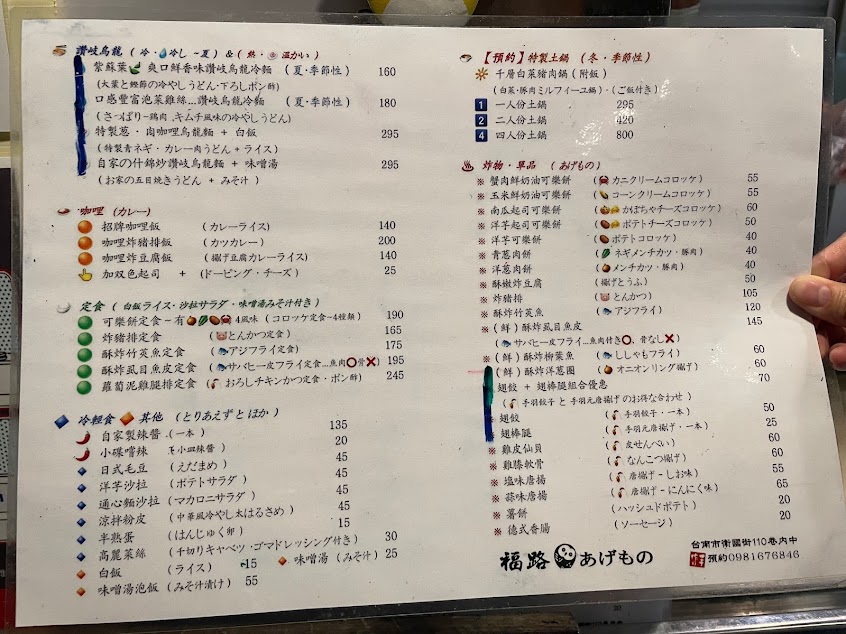 讚岐烏龍 ( 冷・冷し ~夏 ) & ( 熱・温かい )
紫蘇葉 爽口鮮香味讚岐烏龍冷麵 (夏・季節性) 160
(大葉と鰹節の冷やしうどん・下ろしポン酢)
口感豐富泡菜雞絲...讚岐烏龍冷麵 (夏・季節性) 180
(さっぱり~鶏肉、キムチ風味の冷やしうどん)
特製葱・肉咖哩烏龍麵 + 白飯 295
(特製青ネギ・カレー肉うどん + ライス)
自家の什錦炒讚岐烏龍麵 + 味噌湯 295
(お家の五目焼きうどん + みそ汁)
咖哩 (カレー)
招牌咖哩飯 (カレーライス) 140
咖哩炸豬排飯 (カツカレー) 200
咖哩炸豆腐飯 (揚げ豆腐カレーライス) 140
加双色起司 + (ドーピング・チーズ) 25
定食 ( 白飯ライス・沙拉サラダ・味噌湯みそ汁付き )
可樂餅定食~有 4風味 (コロッケ定食~4種類) 190
炸豬排定食 (とんかつ定食) 165
酥炸竹筴魚定食 (アジフライ定食) 175
酥炸虱目魚皮定食 (サバヒー皮フライ定食...魚肉⭕骨❌) 195
蘿蔔泥雞腿排定食 (おろしチキンかつ定食・ポン酢) 245
冷輕食 其他 (とりあえず と ほか)
自家製辣醬 (一本) 135
小碟嚐辣 小皿辣醬) 20
日式毛豆 (えだまめ) 45
洋芋沙拉 (ポテトサラダ) 45
通心麵沙拉 (マカロニサラダ) 45
涼拌粉皮 (中華風冷やし太はるさめ) 45
半熟蛋 (はんじゅく卵) 15
高麗菜絲 (千切りキャベツ・ゴマドレッシング付き) 30
白飯 (ライス) 15 味噌湯 (みそ汁) 25
味噌湯泡飯 (みそ汁漬け) 55
【預約】特製土鍋 (冬・季節性)
千層白菜豬肉鍋 (附飯)
(白菜・豚肉ミルフィーユ鍋)・(ご飯付き)
1 一人份土鍋 295
2 二人份土鍋 420
4 四人份土鍋 800
炸物・單品 (あげもの)
※ 蟹肉鮮奶油可樂餅 (カニクリームコロッケ) 55
※ 玉米鮮奶油可樂餅 (コーンクリームコロッケ) 55
※ 南瓜起司可樂餅 (かぼちゃチーズコロッケ) 60
※ 洋芋起司可樂餅 (ポテトチーズコロッケ) 50
※ 洋芋可樂餅 (ポテトコロッケ) 40
※ 青蔥肉餅 (ネギメンチカツ・豚肉) 40
※ 洋蔥肉餅 (メンチカツ・豚肉) 40
※ 酥嫩炸豆腐 (揚げとうふ) 50
※ 炸豬排 (とんかつ) 105
※ 酥炸竹筴魚 (アジフライ) 120
※ (鮮) 酥炸虱目魚皮 145
(サバヒー皮フライ...魚肉付き⭕、骨なし❌)
※ (鮮) 酥炸柳葉魚 (ししゃもフライ) 60
(鮮) 酥炸洋蔥圈 (オニオンリング揚げ) 60
翅餃 + 翅棒腿組合優惠 70
(手羽餃子 と 手羽元唐揚げ のお得な合わせ)
翅餃 (手羽餃子・一本) 50
翅棒腿 (手羽元唐揚げ・一本) 25
※ 雞皮仙貝 (皮せんべい) 60
※ 雞膝軟骨 (なんこつ揚げ) 60
※ 塩味唐揚 (唐揚げ~しお味) 55
※ 蒜味唐揚 (唐揚げ~にんにく味) 65
※ 薯餅 (ハッシュドポテト) 20
※ 德式香腸 (ソーセージ) 20
福路 あげもの
台南市衛國街110巷內中
預約0981676846